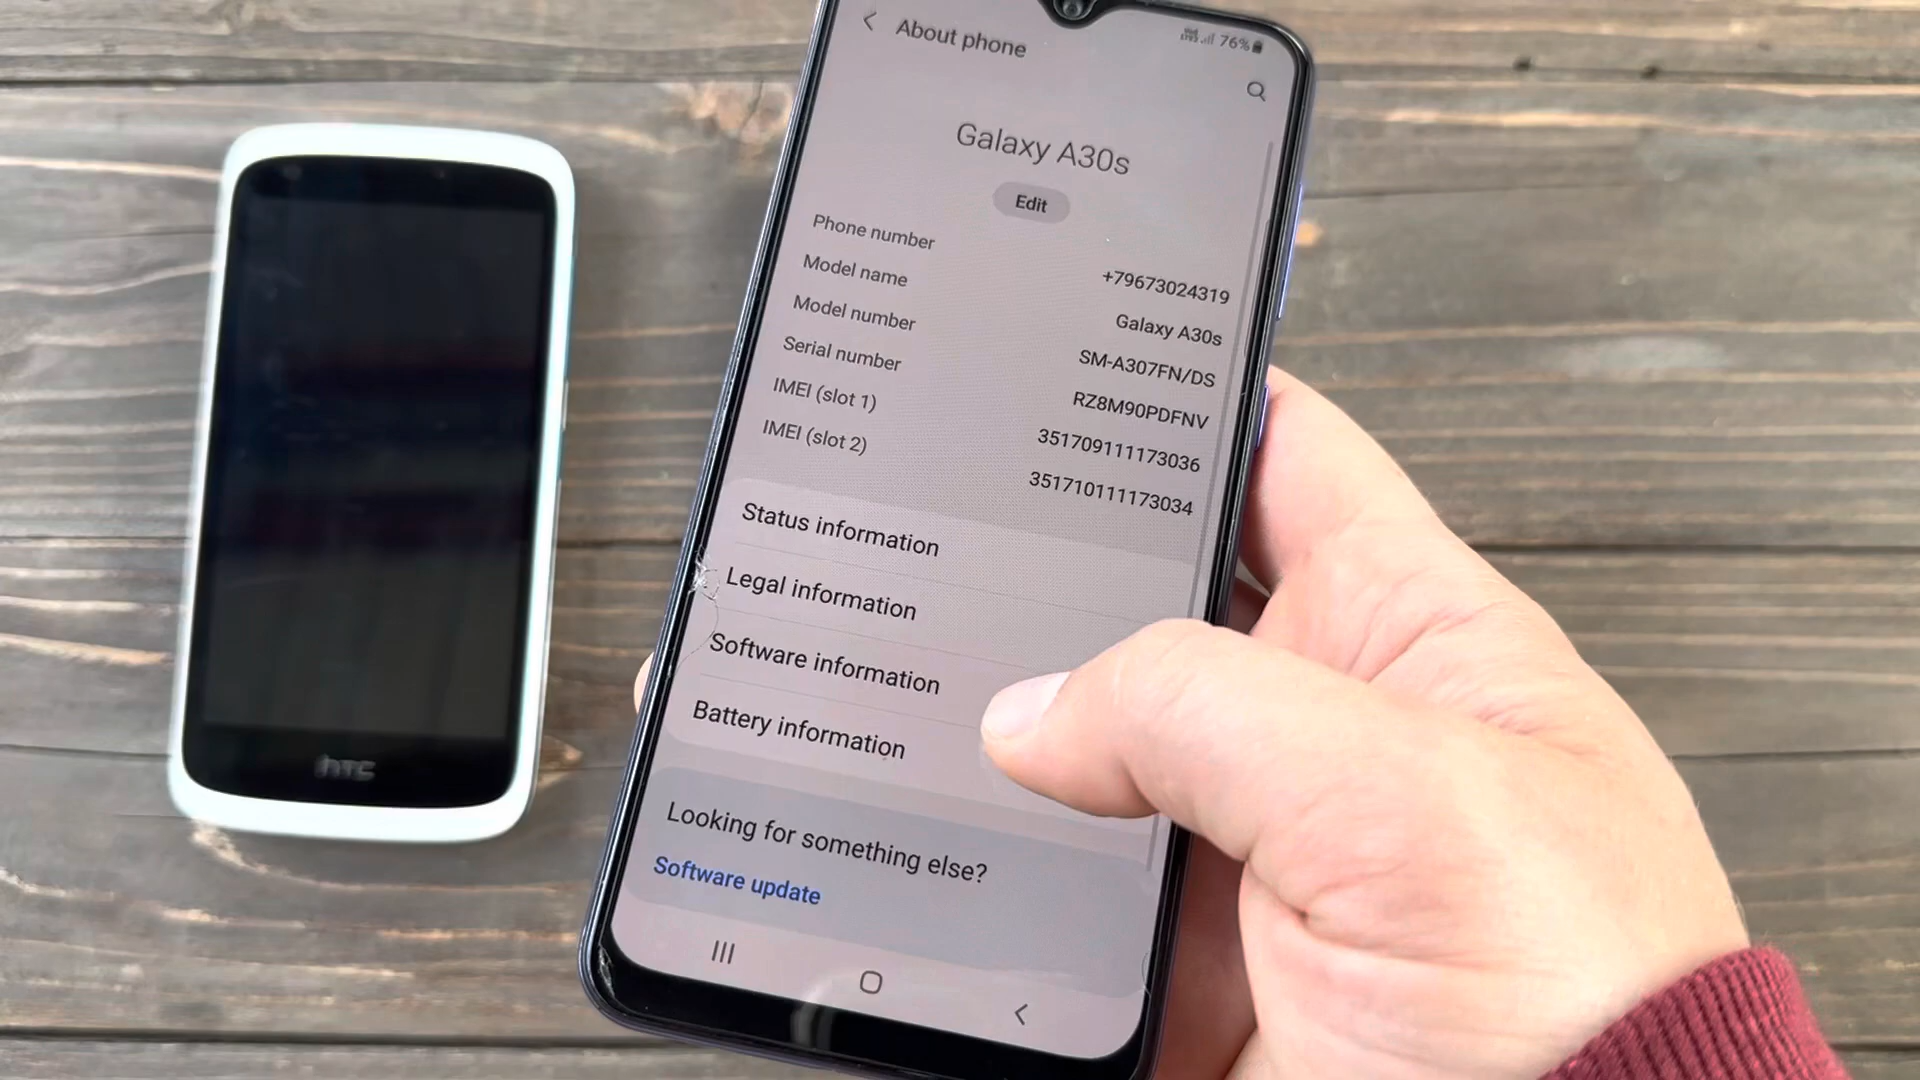 About phone
VoLTE 76%
Galaxy A30s
Edit
Phone number +79673024319
Model name Galaxy A30s
Model number SM-A307FN/DS
Serial number RZ8M90PDFNV
IMEI (slot 1) 351709111173036
IMEI (slot 2) 351710111173034
Status information
Legal information
Software information
Battery information
Looking for something else?
Software update
hTC